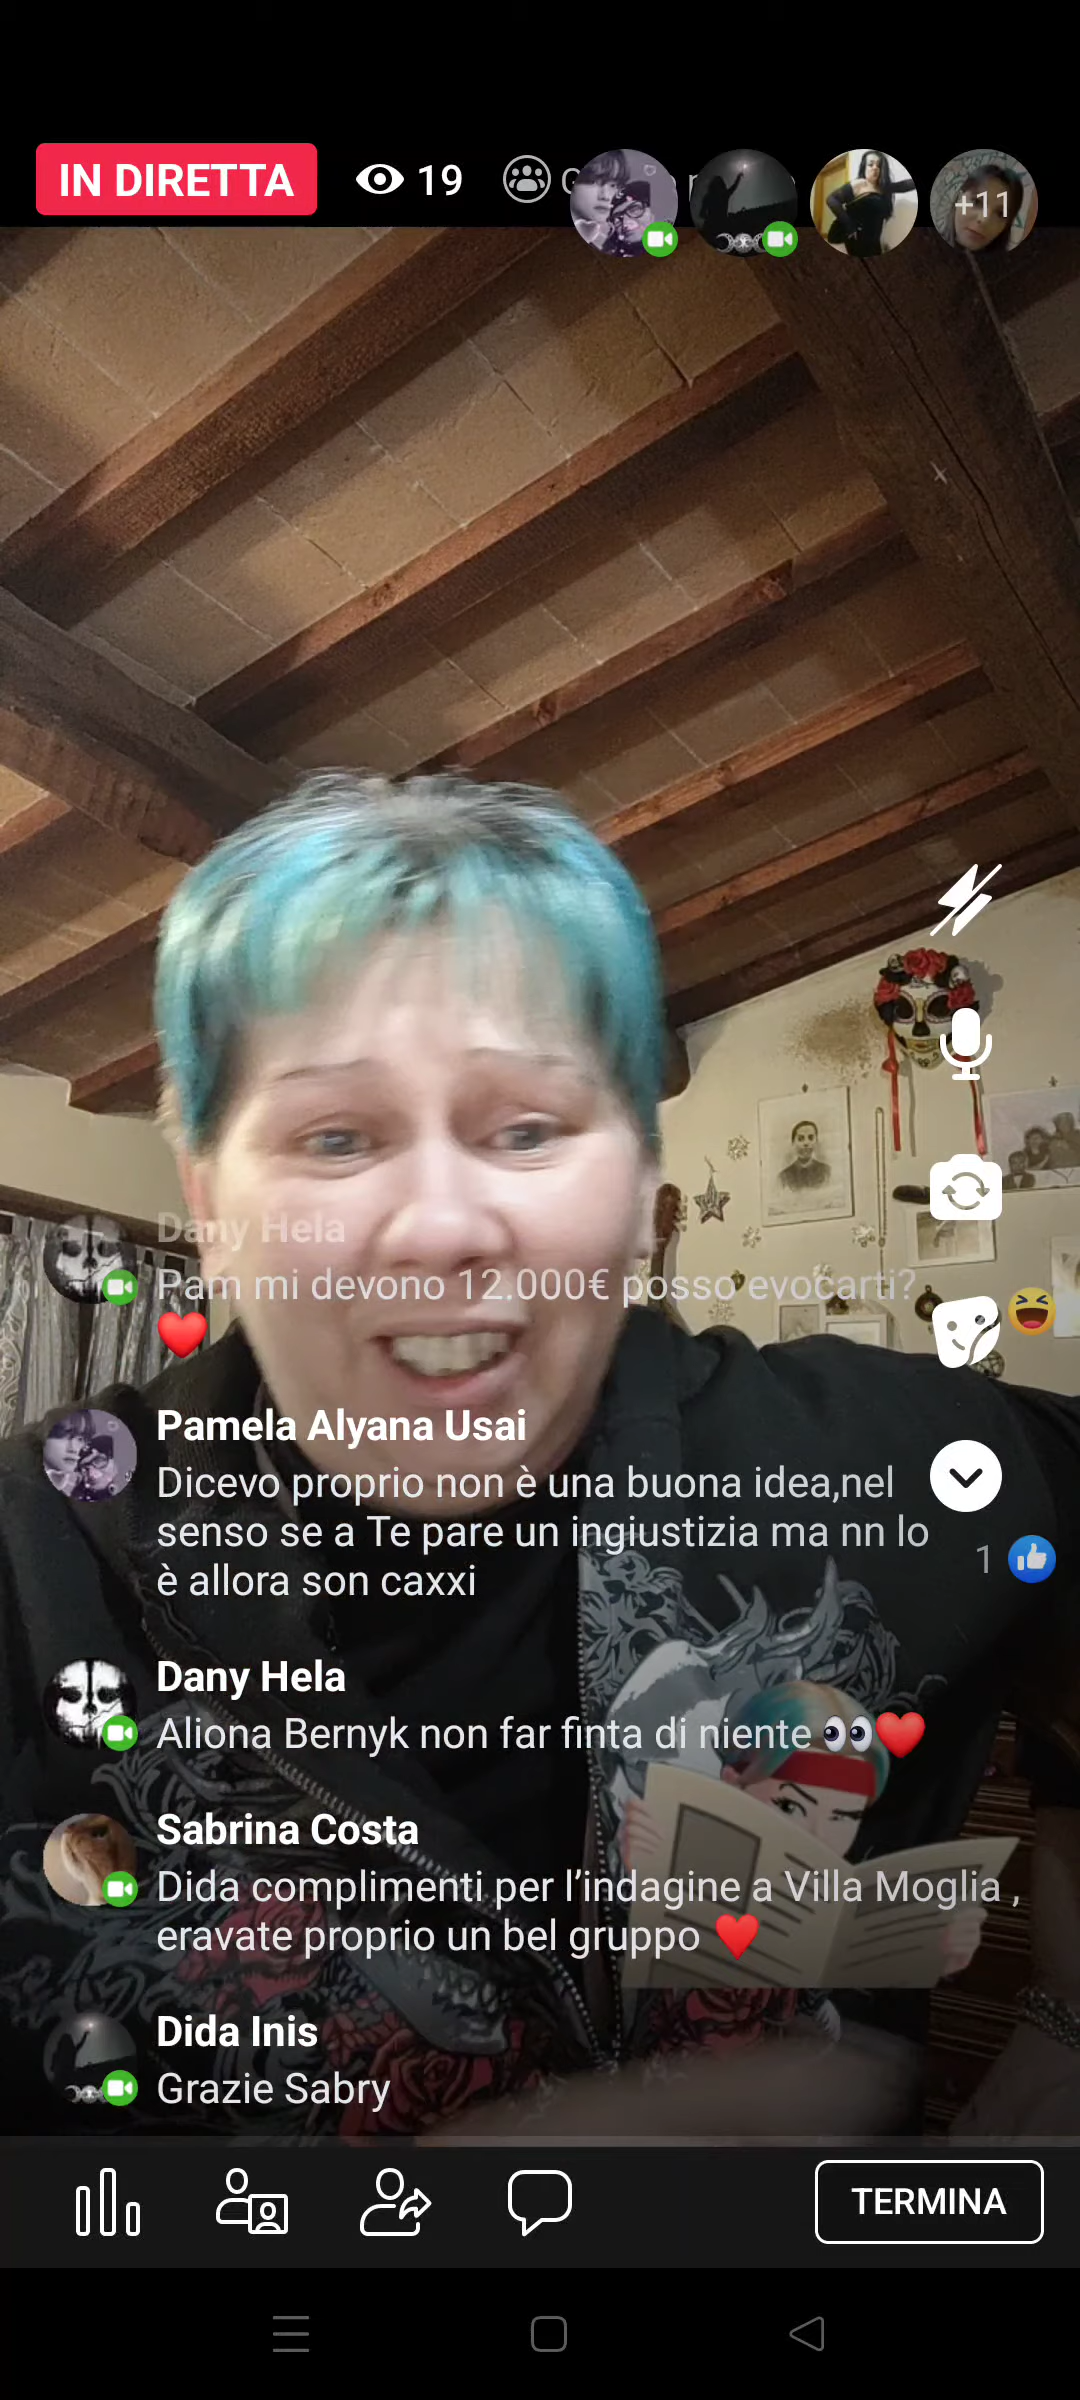 IN DIRETTA
19
+11
Dany Hela
Pam mi devono 12.000€ posso evocarti?
❤️
Pamela Alyana Usai
Dicevo proprio non è una buona idea,nel
senso se a Te pare un ingiustizia ma nn lo
è allora son caxxi
1
Dany Hela
Aliona Bernyk non far finta di niente 👀❤️
Sabrina Costa
Dida complimenti per l’indagine a Villa Moglia ,
eravate proprio un bel gruppo ❤️
Dida Inis
Grazie Sabry
TERMINA